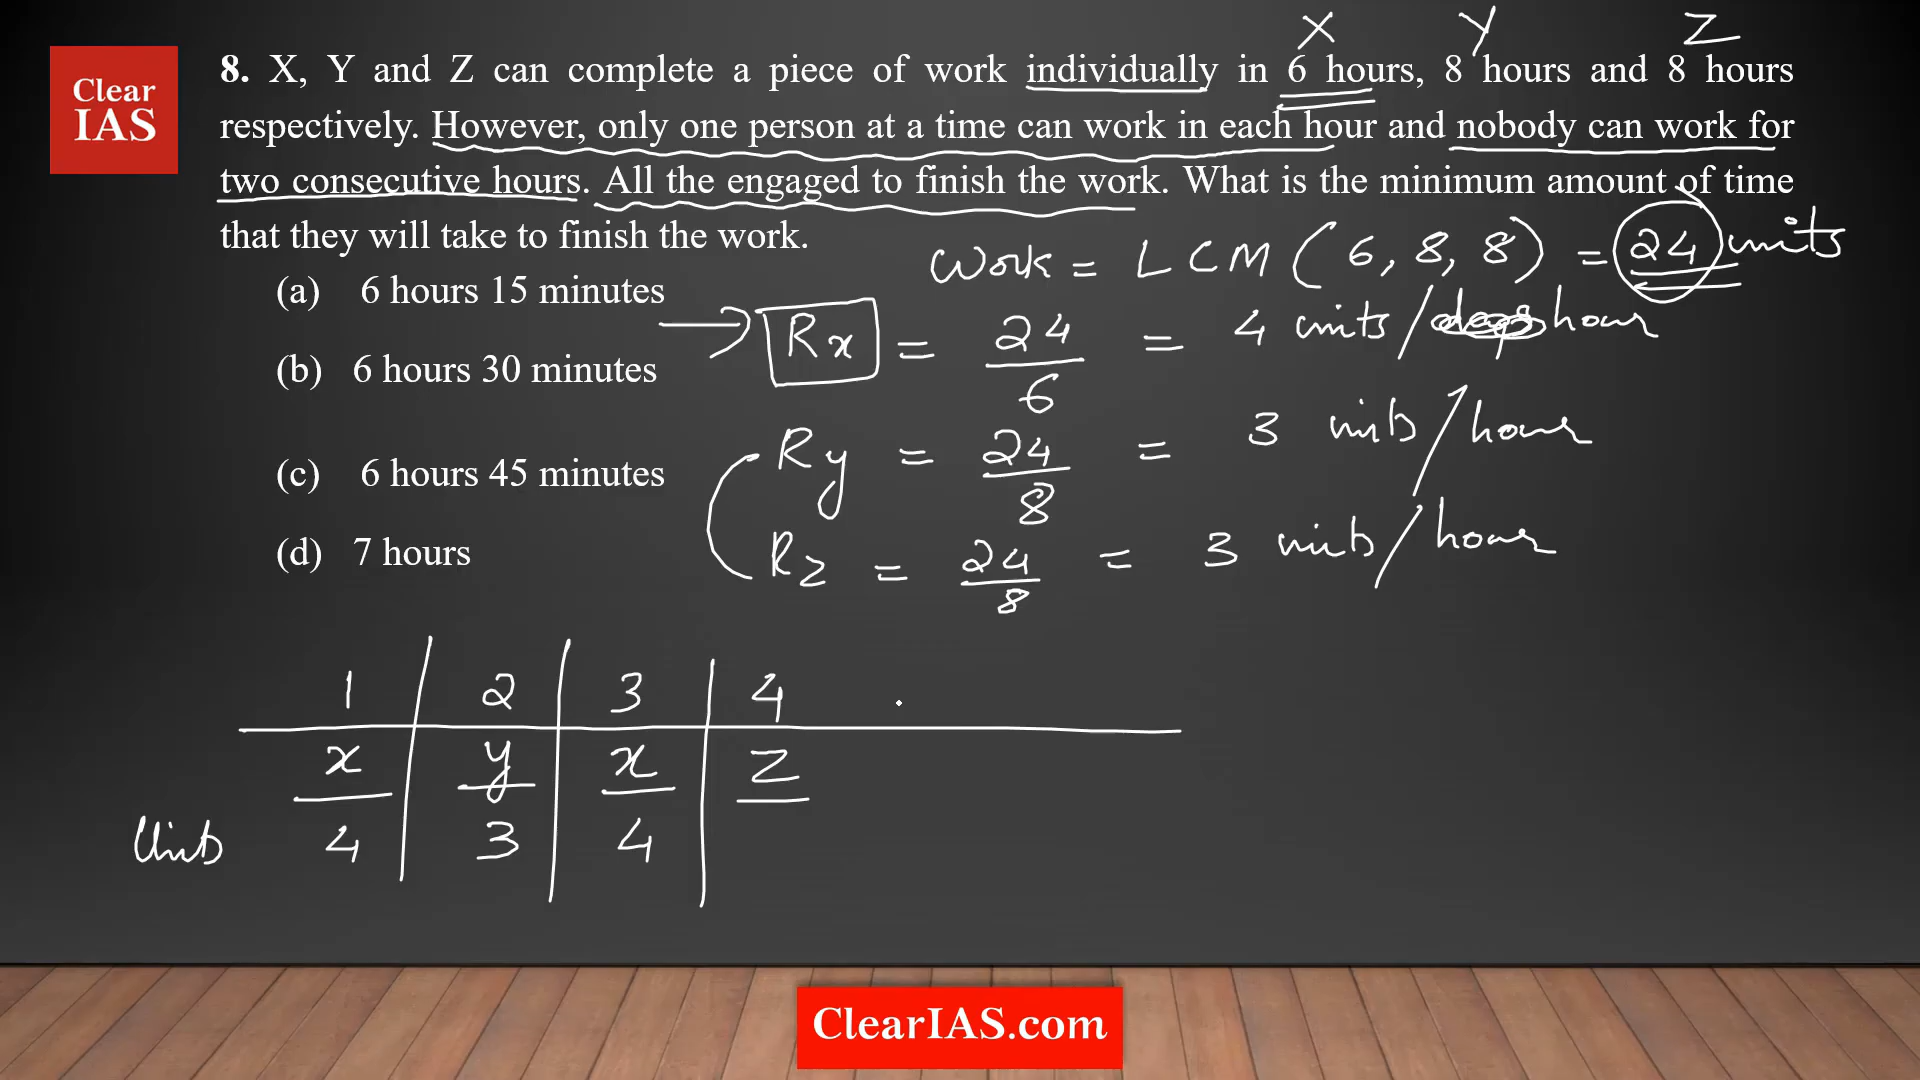 X Y Z
Clear
IAS
8. X, Y and Z can complete a piece of work individually in 6 hours, 8 hours and 8 hours
respectively. However, only one person at a time can work in each hour and nobody can work for
two consecutive hours. All the engaged to finish the work. What is the minimum amount of time
that they will take to finish the work.
Work = LCM (6, 8, 8) = 24 units
(a) 6 hours 15 minutes
Rx = 24/6 = 4 units/hour
(b) 6 hours 30 minutes
Ry = 24/8 = 3 units/hour
(c) 6 hours 45 minutes
Rz = 24/8 = 3 units/hour
(d) 7 hours
1 2 3 4
x y x z
Units 4 3 4
ClearIAS.com